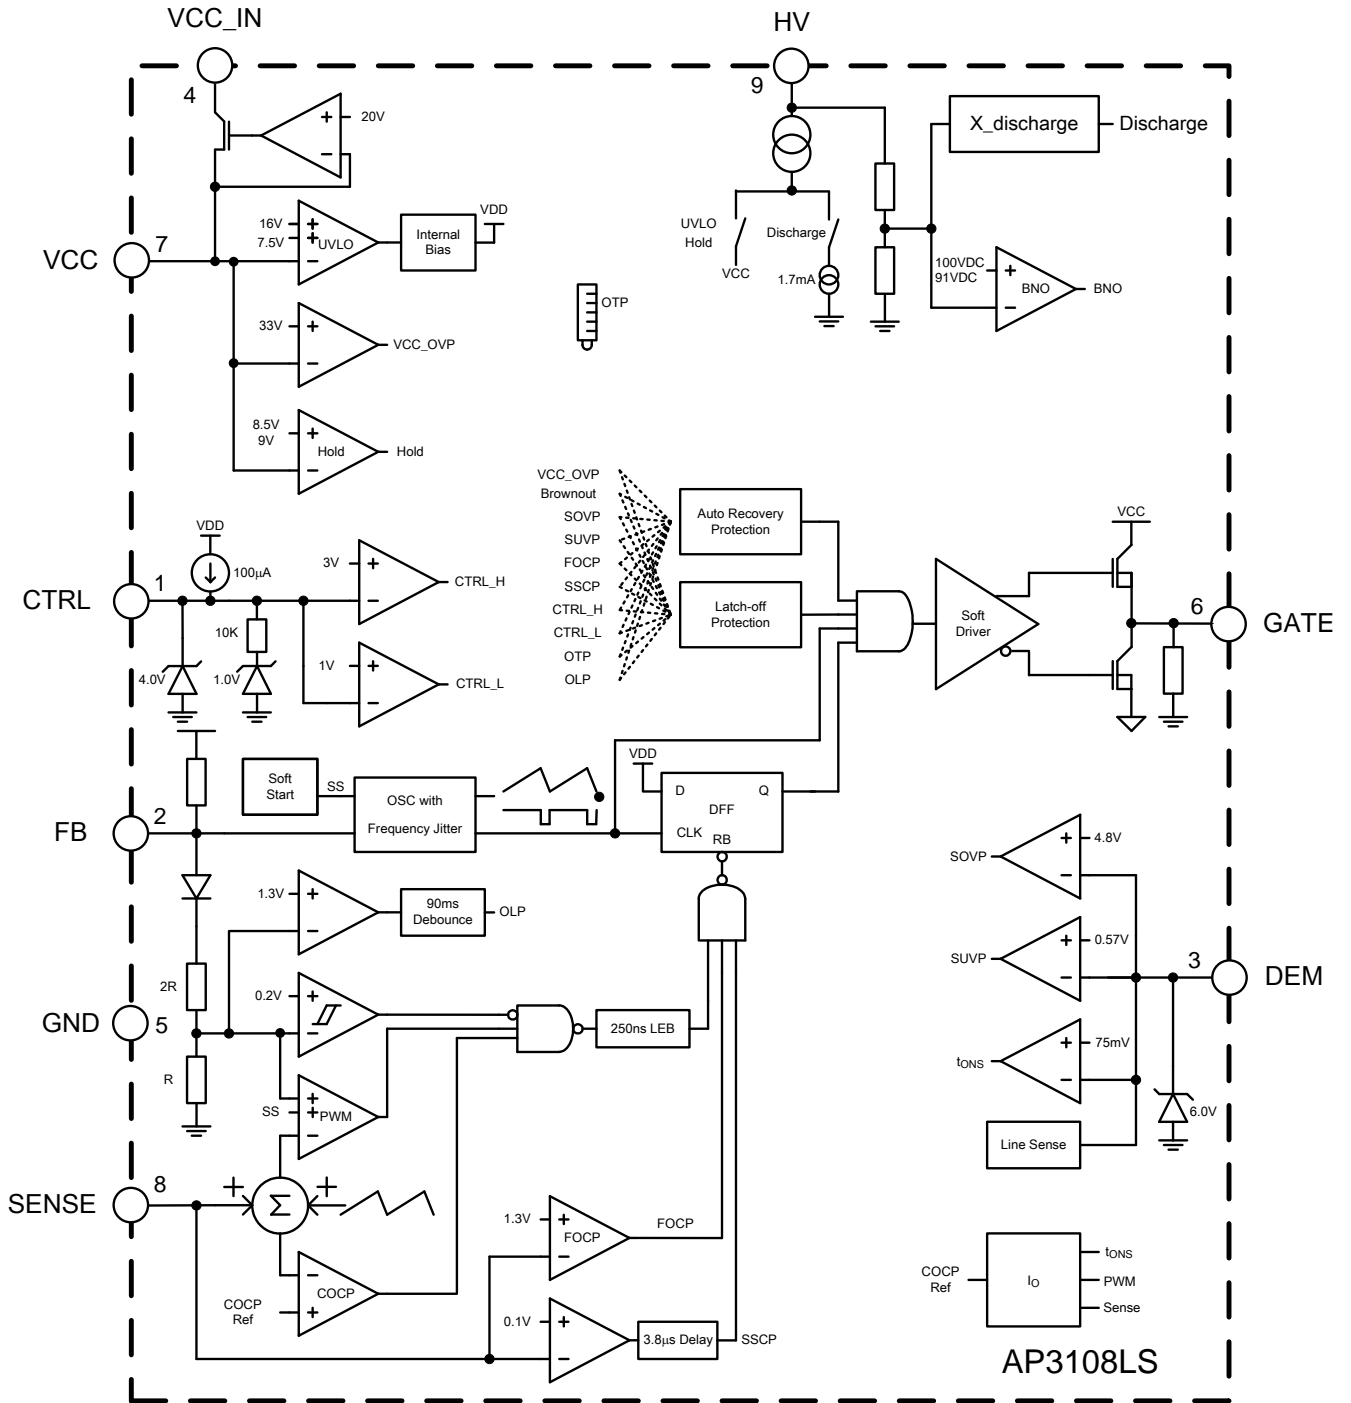 VCC_IN
HV
4
9
20V
X_discharge
Discharge
VCC
7
16V
7.5V
UVLO
Internal
Bias
VDD
UVLO
Hold
Discharge
VCC
1.7mA
100VDC
91VDC
BNO
BNO
OTP
33V
VCC_OVP
8.5V
9V
Hold
Hold
VCC_OVP
Brownout
SOVP
SUVP
FOCP
SSCP
CTRL_H
CTRL_L
OTP
OLP
Auto Recovery
Protection
Latch-off
Protection
VCC
Soft
Driver
6
GATE
VDD
100μA
CTRL
1
3V
CTRL_H
10K
4.0V
1.0V
1V
CTRL_L
Soft
Start
SS
OSC with
Frequency Jitter
VDD
D
Q
DFF
CLK
RB
FB
2
1.3V
90ms
Debounce
OLP
SOVP
4.8V
SUVP
0.57V
3
DEM
tONS
75mV
6.0V
Line Sense
2R
0.2V
GND
5
250ns LEB
R
SS
PWM
SENSE
8
+
Σ
+
COCP
COCP
Ref
1.3V
FOCP
FOCP
0.1V
3.8μs Delay
SSCP
COCP
Ref
IO
tONS
PWM
Sense
AP3108LS